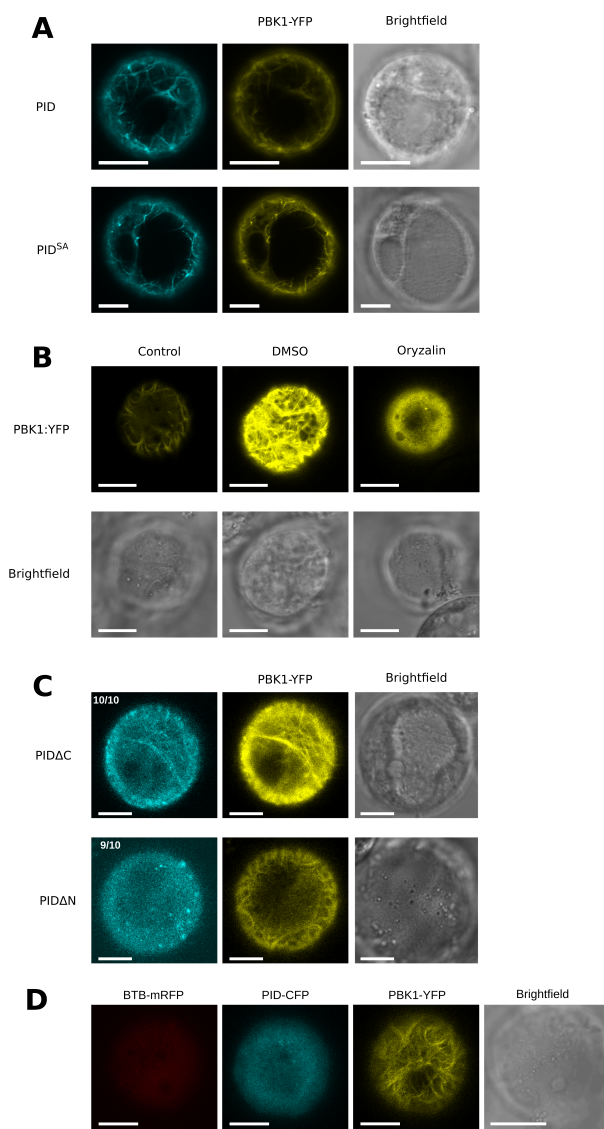 A
PBK1-YFP Brightfield
PID
PID^SA
B
Control DMSO Oryzalin
PBK1:YFP
Brightfield
C
PBK1-YFP Brightfield
10/10
PIDΔC
9/10
PIDΔN
D
BTB-mRFP PID-CFP PBK1-YFP Brightfield